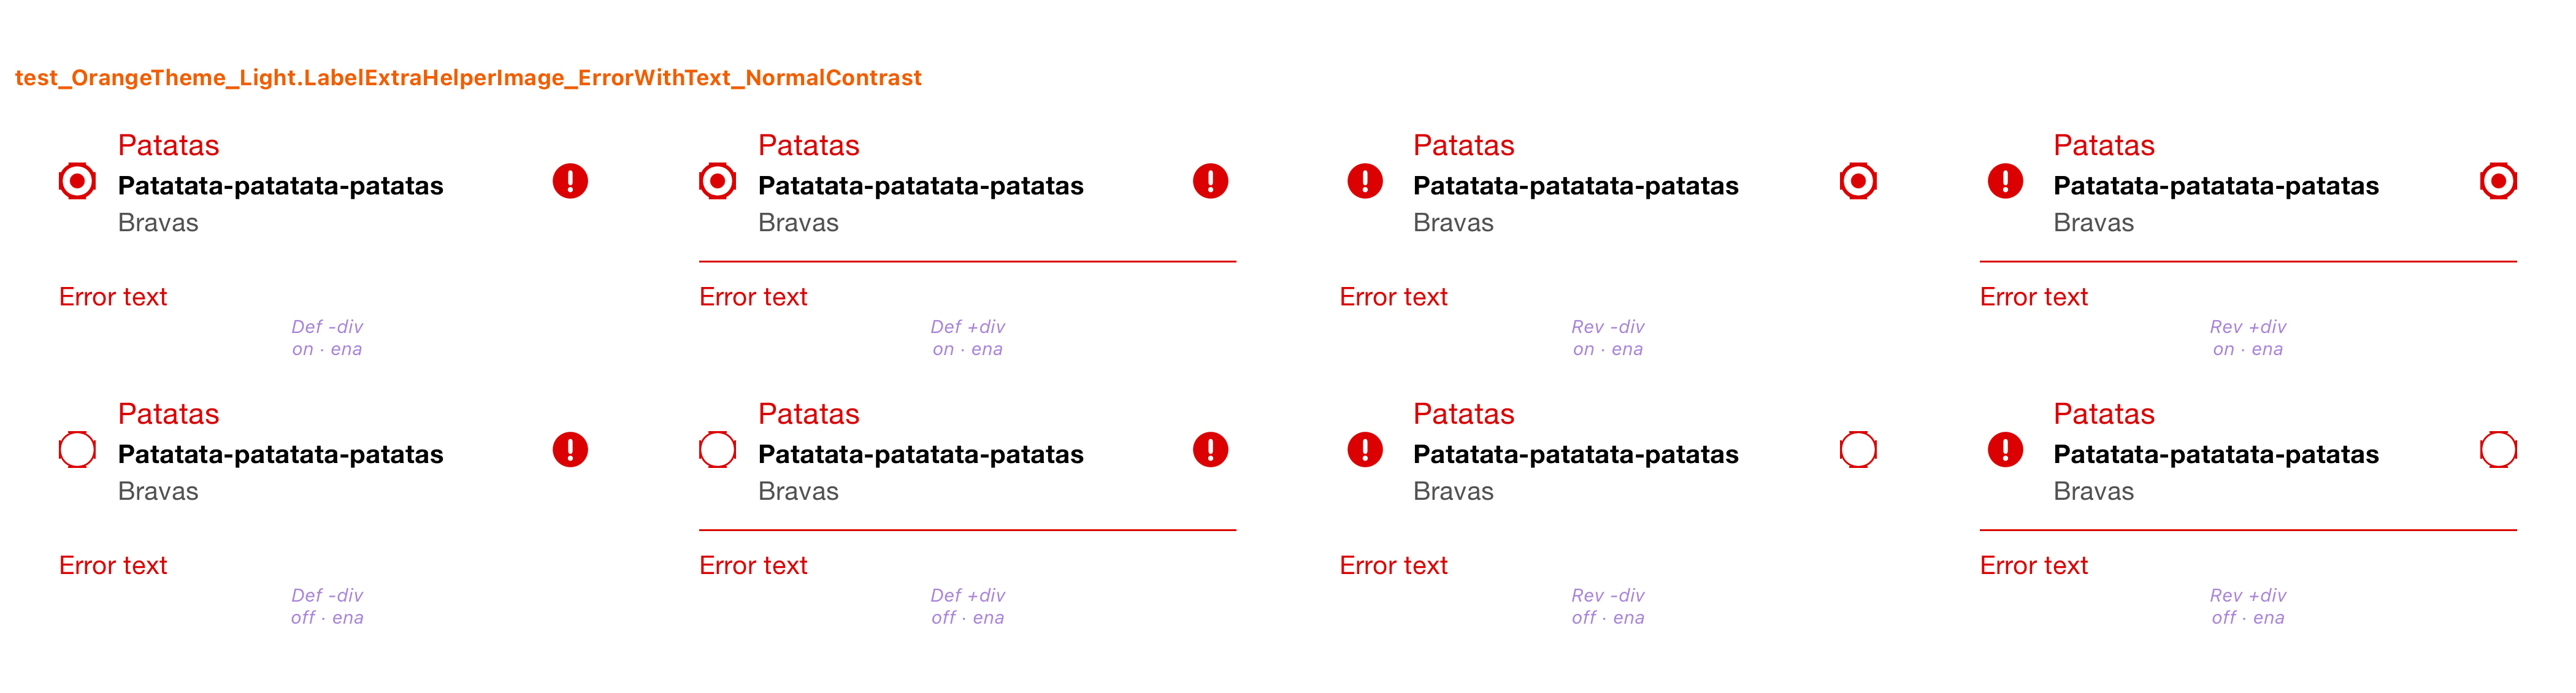 test_OrangeTheme_Light.LabelExtraHelperImage_ErrorWithText_NormalContrast
Patatas
Patatata-patatata-patatas
Bravas
Error text
Def -div
on · ena
Patatas
Patatata-patatata-patatas
Bravas
Error text
Def +div
on · ena
Patatas
Patatata-patatata-patatas
Bravas
Error text
Rev -div
on · ena
Patatas
Patatata-patatata-patatas
Bravas
Error text
Rev +div
on · ena
Patatas
Patatata-patatata-patatas
Bravas
Error text
Def -div
off · ena
Patatas
Patatata-patatata-patatas
Bravas
Error text
Def +div
off · ena
Patatas
Patatata-patatata-patatas
Bravas
Error text
Rev -div
off · ena
Patatas
Patatata-patatata-patatas
Bravas
Error text
Rev +div
off · ena